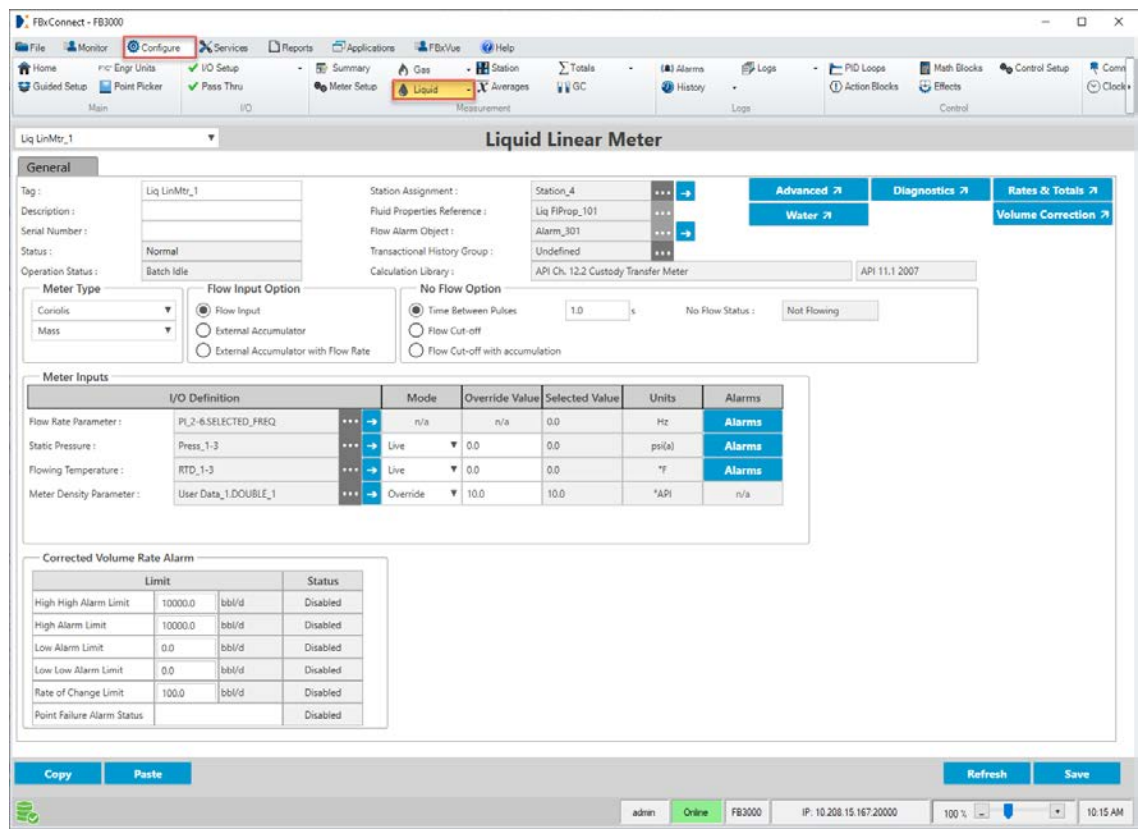 FBxConnect - FB3000
File Monitor Configure Services Reports Applications FBxVue Help
Home Engr Units I/O Setup Summary Gas Station Totals (▲) Alarms Logs PID Loops Math Blocks Control Setup Comm
Guided Setup Point Picker Pass Thru Meter Setup Liquid Averages GC History Action Blocks Effects Clock
Main I/O Measurement Logs Control
Liq LinMtr_1 Liquid Linear Meter
General
Tag : Liq LinMtr_1 Station Assignment : Station_4 Advanced Diagnostics Rates & Totals
Description : Fluid Properties Reference : Liq FlProp_101 Water Volume Correction
Serial Number : Flow Alarm Object : Alarm_301
Status : Normal Transactional History Group : Undefined
Operation Status : Batch Idle Calculation Library : API Ch. 12.2 Custody Transfer Meter API 11.1 2007
Meter Type Flow Input Option No Flow Option
Coriolis Flow Input Time Between Pulses 1.0 s No Flow Status : Not Flowing
Mass External Accumulator Flow Cut-off
External Accumulator with Flow Rate Flow Cut-off with accumulation
Meter Inputs
I/O Definition Mode Override Value Selected Value Units Alarms
Flow Rate Parameter : PI_2-6.SELECTED_FREQ n/a n/a 0.0 Hz Alarms
Static Pressure : Press_1-3 Live 0.0 0.0 psi(a) Alarms
Flowing Temperature : RTD_1-3 Live 0.0 0.0 °F Alarms
Meter Density Parameter : User Data_1.DOUBLE_1 Override 10.0 10.0 °API n/a
Corrected Volume Rate Alarm
Limit Status
High High Alarm Limit 10000.0 bbl/d Disabled
High Alarm Limit 10000.0 bbl/d Disabled
Low Alarm Limit 0.0 bbl/d Disabled
Low Low Alarm Limit 0.0 bbl/d Disabled
Rate of Change Limit 100.0 bbl/d Disabled
Point Failure Alarm Status Disabled
Copy Paste Refresh Save
admin Online FB3000 IP: 10.208.15.167:20000 100 % 10:15 AM